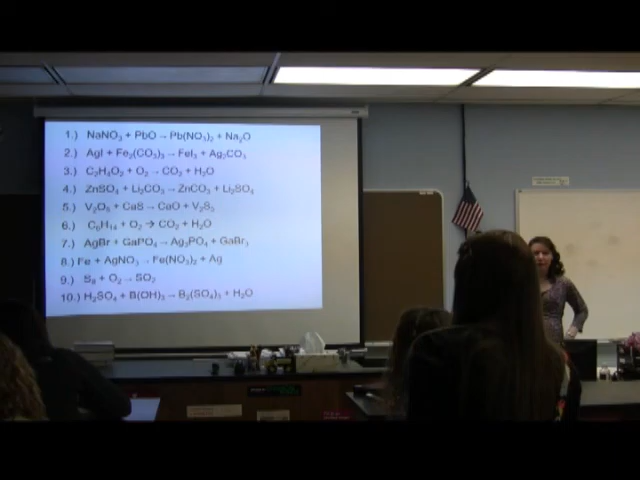 1.) NaNO₃ + PbO → Pb(NO₃)₂ + Na₂O
2.) AgI + Fe₂(CO₃)₃ → FeI₃ + Ag₂CO₃
3.) C₂H₄O₂ + O₂ → CO₂ + H₂O
4.) ZnSO₄ + Li₂CO₃ → ZnCO₃ + Li₂SO₄
5.) V₂O₅ + CaS → CaO + V₂S₅
6.) C₆H₁₄ + O₂ → CO₂ + H₂O
7.) AgBr + GaPO₄ → Ag₃PO₄ + GaBr₃
8.) Fe + AgNO₃ → Fe(NO₃)₂ + Ag
9.) S₈ + O₂ → SO₂
10.) H₂SO₄ + B(OH)₃ → B₂(SO₄)₃ + H₂O